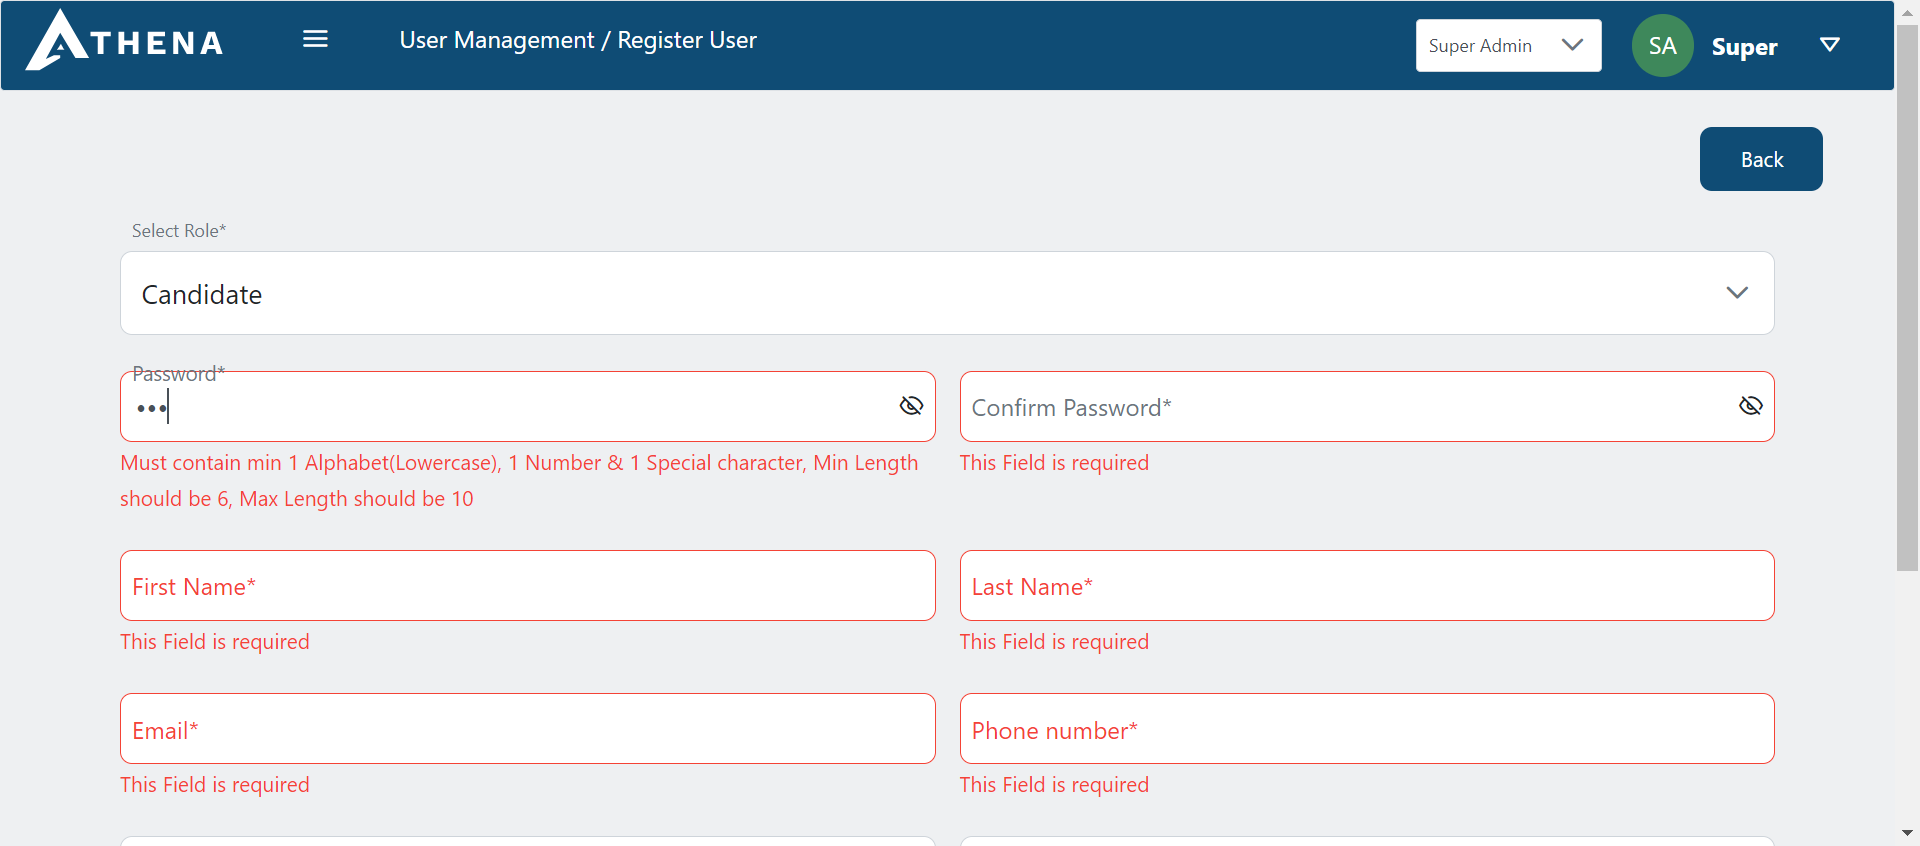 ATHENA
User Management / Register User
Super Admin
SA
Super
Back
Select Role*
Candidate
Password*
•••
Confirm Password*
Must contain min 1 Alphabet(Lowercase), 1 Number & 1 Special character, Min Length
should be 6, Max Length should be 10
This Field is required
First Name*
Last Name*
This Field is required
This Field is required
Email*
Phone number*
This Field is required
This Field is required